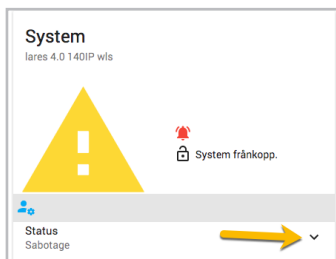 System
lares 4.0 140IP wls
System frånkopp.
Status
Sabotage